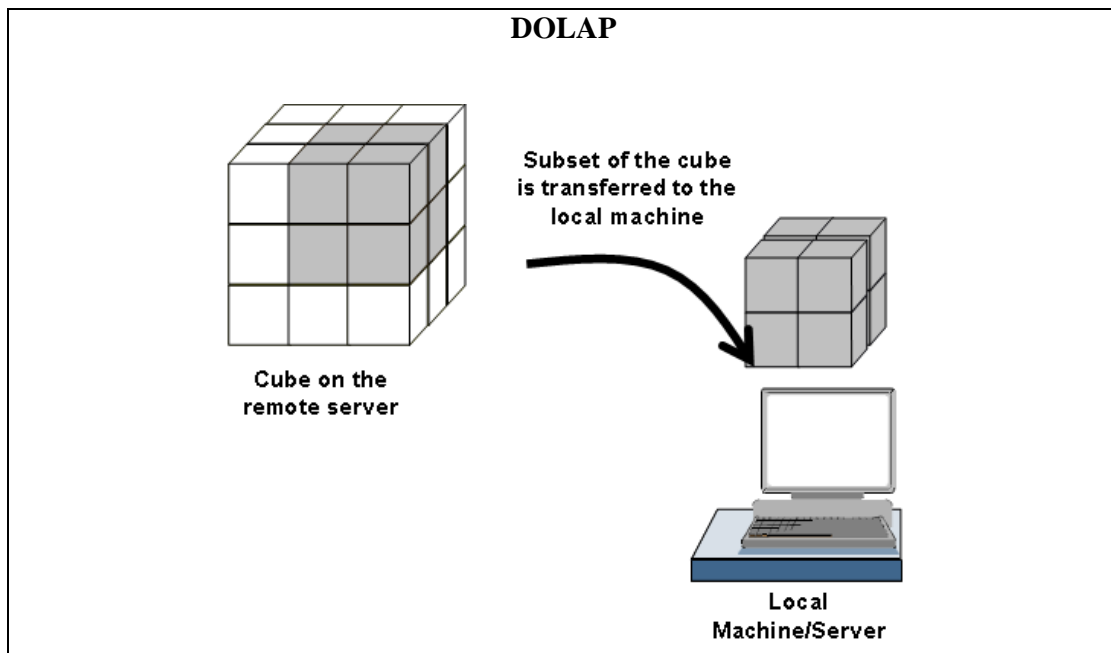 DOLAP
Subset of the cube
is transferred to the
local machine
Cube on the
remote server
Local
Machine/Server